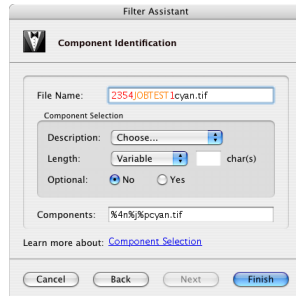 Filter Assistant
Component Identification
File Name: 2354JOBTEST1cyan.tif
Component Selection
Description: Choose...
Length: Variable char(s)
Optional: No Yes
Components: %4n%j%pcyan.tif
Learn more about: Component Selection
Cancel Back Next Finish